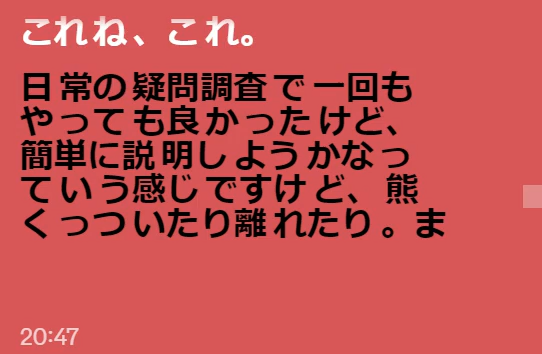 これね、これ。
日常の疑問調査で一回も
やっても良かったけど、
簡単に説明しようかなっ
ていう感じですけど、熊
くっついたり離れたり。ま
20:47